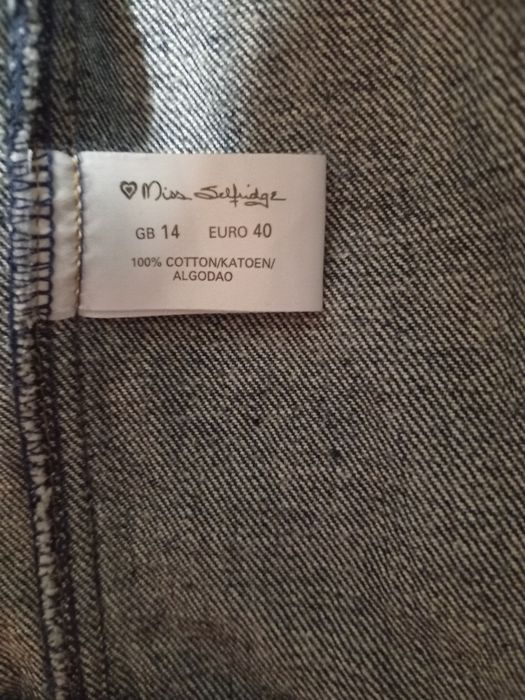 Miss Selfridge
GB 14 EURO 40
100% COTTON/KATOEN/
ALGODAO